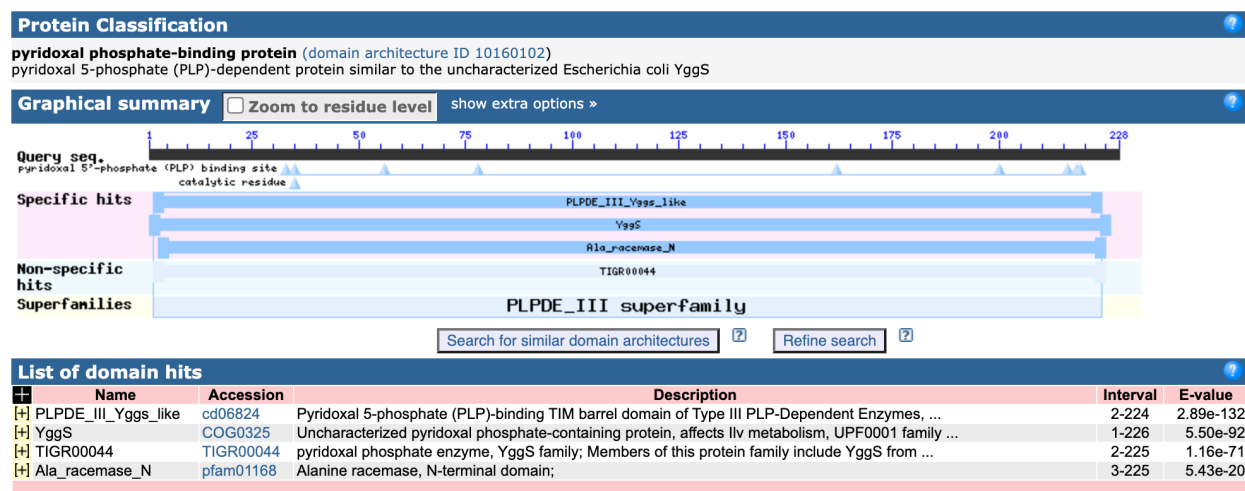 Protein Classification
?
pyridoxal phosphate-binding protein (domain architecture ID 10160102)
pyridoxal 5-phosphate (PLP)-dependent protein similar to the uncharacterized Escherichia coli YggS
Graphical summary Zoom to residue level show extra options »
?
1 25 50 75 100 125 150 175 200 228
Query seq.
pyridoxal 5'-phosphate (PLP) binding site
catalytic residue
Specific hits
PLPDE_III_Yggs_like
YggS
Ala_racemase_N
Non-specific
hits
TIGR00044
Superfamilies
PLPDE_III superfamily
Search for similar domain architectures ? Refine search ?
List of domain hits
?
+ Name Accession Description Interval E-value
[+] PLPDE_III_Yggs_like cd06824 Pyridoxal 5-phosphate (PLP)-binding TIM barrel domain of Type III PLP-Dependent Enzymes, ... 2-224 2.89e-132
[+] YggS COG0325 Uncharacterized pyridoxal phosphate-containing protein, affects Ilv metabolism, UPF0001 family ... 1-226 5.50e-92
[+] TIGR00044 TIGR00044 pyridoxal phosphate enzyme, YggS family; Members of this protein family include YggS from ... 2-225 1.16e-71
[+] Ala_racemase_N pfam01168 Alanine racemase, N-terminal domain; 3-225 5.43e-20